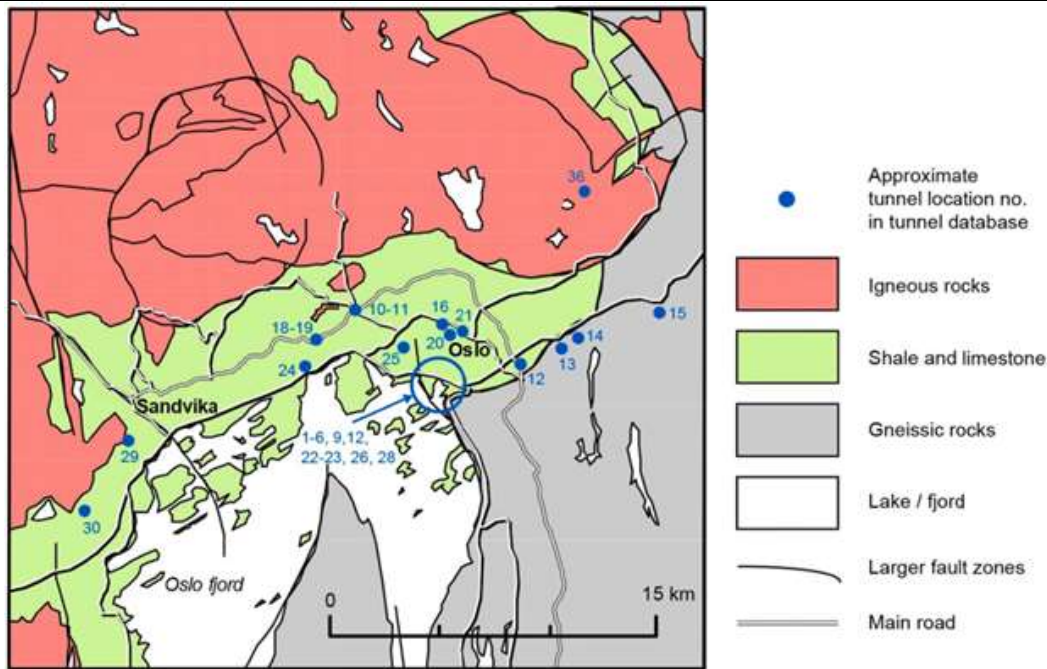 36
10-11
16
21
18-19
20
Oslo
25
24
12
13
14
15
Sandvika
1-6, 9,12,
22-23, 26, 28
29
30
Oslo fjord
0
15 km
Approximate
tunnel location no.
in tunnel database
Igneous rocks
Shale and limestone
Gneissic rocks
Lake / fjord
Larger fault zones
Main road